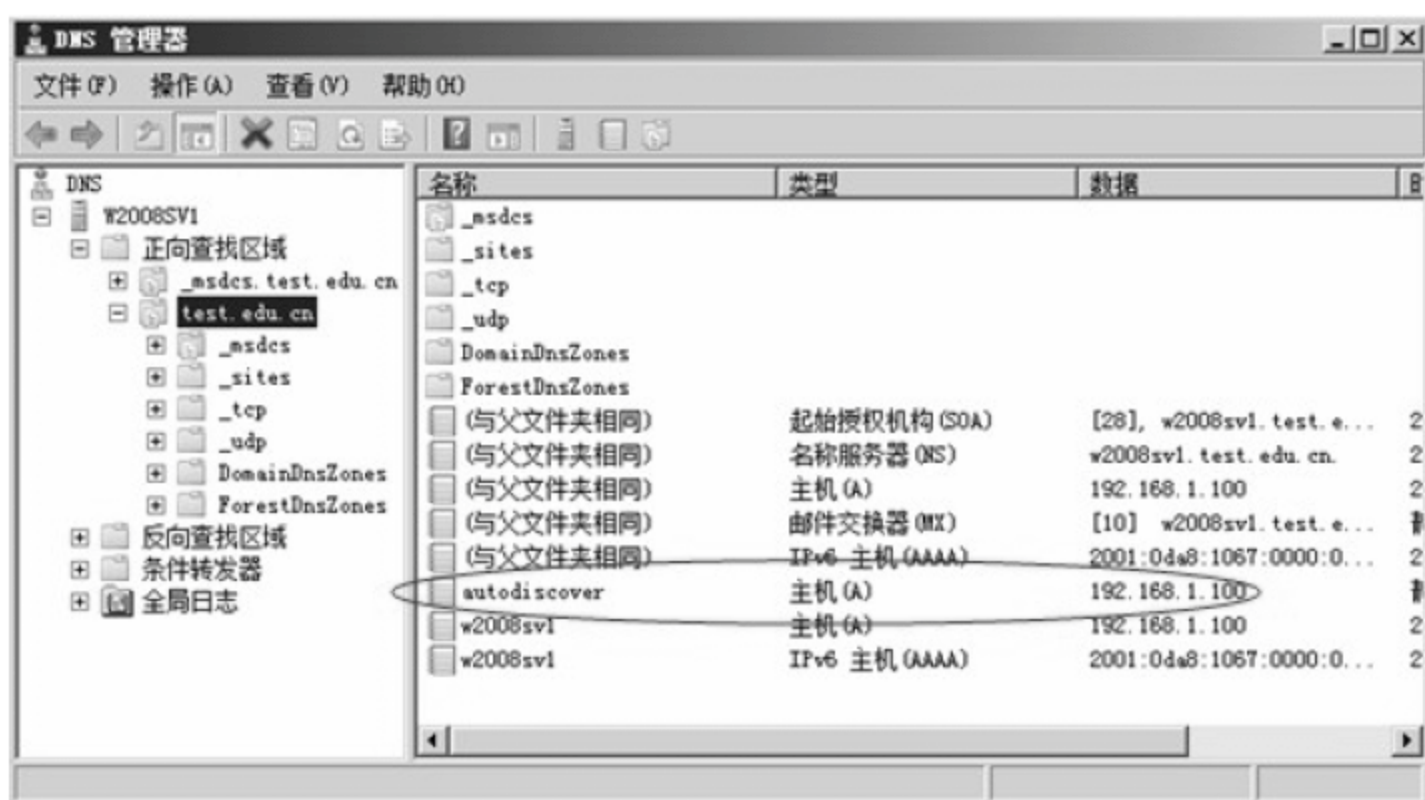 DNS 管理器
文件(F) 操作(A) 查看(V) 帮助(H)
DNS
W2008SV1
正向查找区域
_msdcs.test.edu.cn
test.edu.cn
_msdcs
_sites
_tcp
_udp
DomainDnsZones
ForestDnsZones
反向查找区域
条件转发器
全局日志
名称 类型 数据
_msdcs
_sites
_tcp
_udp
DomainDnsZones
ForestDnsZones
(与父文件夹相同) 起始授权机构(SOA) [28], w2008sv1.test.e... 2
(与父文件夹相同) 名称服务器(NS) w2008sv1.test.edu.cn. 2
(与父文件夹相同) 主机(A) 192.168.1.100 2
(与父文件夹相同) 邮件交换器(MX) [10] w2008sv1.test.e...
(与父文件夹相同) IPv6 主机(AAAA) 2001:0da8:1067:0000:0... 2
autodiscover 主机(A) 192.168.1.100
w2008sv1 主机(A) 192.168.1.100 2
w2008sv1 IPv6 主机(AAAA) 2001:0da8:1067:0000:0... 2